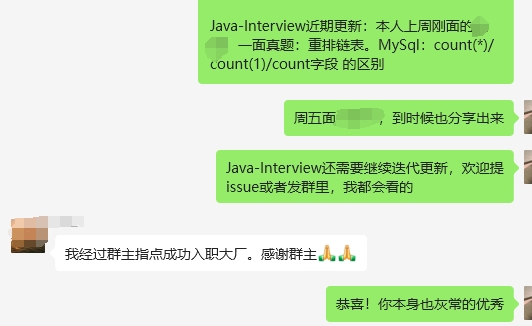 Java-Interview近期更新：本人上周刚面的
一面真题：重排链表。MySql：count(*)/
count(1)/count字段 的区别
周五面 ，到时候也分享出来
Java-Interview还需要继续迭代更新，欢迎提
issue或者发群里，我都会看的
我经过群主指点成功入职大厂。感谢群主🙏🙏
恭喜！你本身也灰常的优秀